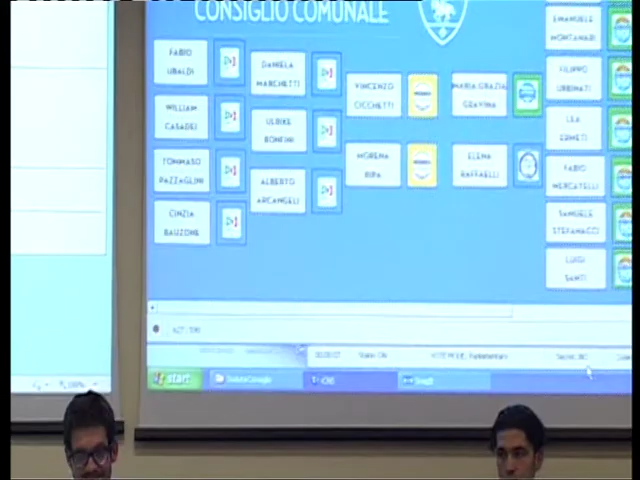 CONSIGLIO COMUNALE
FABIO
UBALDI
WILLIAM
CASADEI
TOMMASO
PAZZAGLINI
CINZIA
BAUZONE
DANIELA
MARCHETTI
ULRIKE
BONFINI
ALBERTO
ARCANGELI
VINCENZO
CICCHETTI
MORENA
RIPA
MARIA GRAZIA
GRAVINA
ELENA
RAFFAELLI
EMANUELE
MONTANARI
FILIPPO
URBINATI
LEA
ERMETI
FABIO
MERCATELLI
SAMUELE
STEFANACCI
LUIGI
SANTI
start